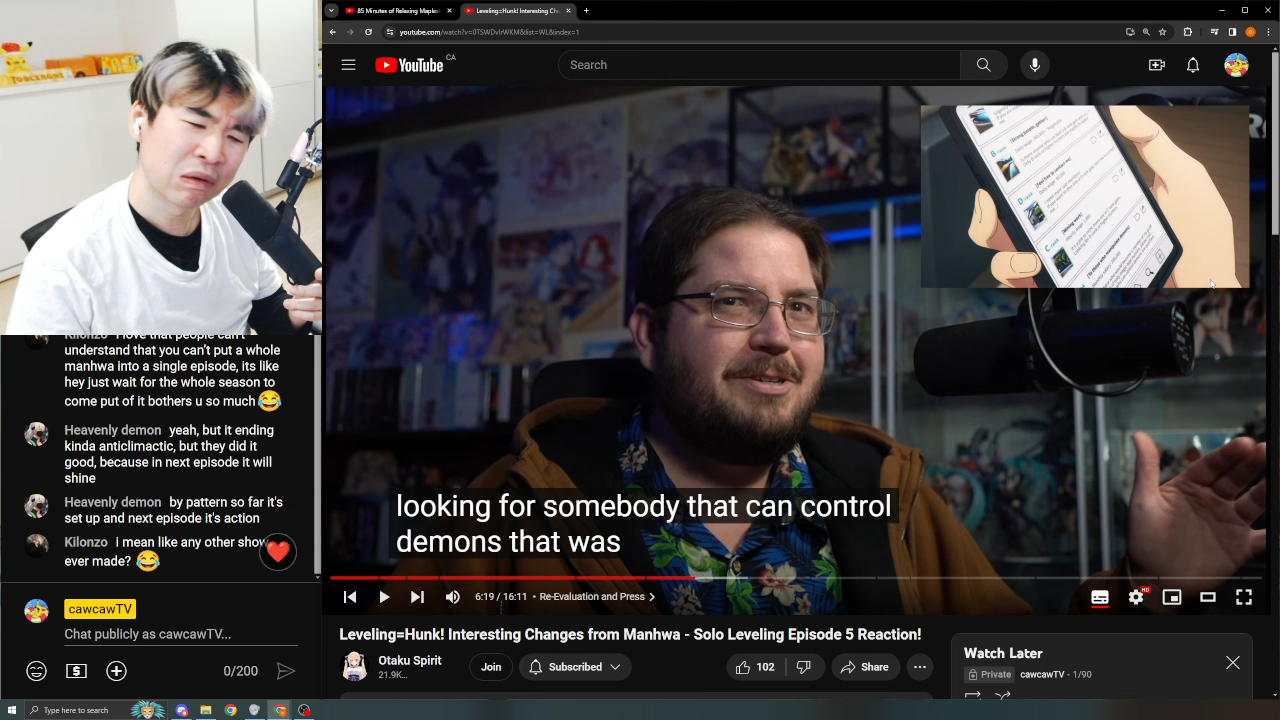 85 Minutes of Relaxing Maples
Leveling=Hunk! Interesting Ch
youtube.com/watch?v=0TSWDvIrWKM&list=WL&index=1
YouTube
CA
Search
understand that you can't put a whole
manhwa into a single episode, its like
hey just wait for the whole season to
come put of it bothers u so much😂
Heavenly demon yeah, but it ending
kinda anticlimactic, but they did it
good, because in next episode it will
shine
Heavenly demon by pattern so far it's
set up and next episode it's action
Kilonzo i mean like any other show
ever made? 😂
cawcawTV
Chat publicly as cawcawTV...
0/200
B-rank
D-rank
C-rank
looking for somebody that can control
demons that was
6:19 / 16:11 • Re-Evaluation and Press
HD
Leveling=Hunk! Interesting Changes from Manhwa - Solo Leveling Episode 5 Reaction!
Otaku Spirit
21.9K...
Join
Subscribed
102
Share
Watch Later
Private cawcawTV - 1/90
Type here to search